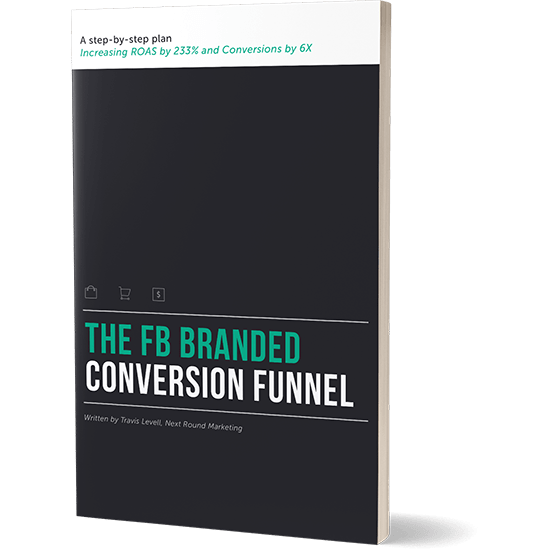 A step-by-step plan
Increasing ROAS by 233% and Conversions by 6X
$
THE FB BRANDED
CONVERSION FUNNEL
Written by Travis Levell, Next Round Marketing